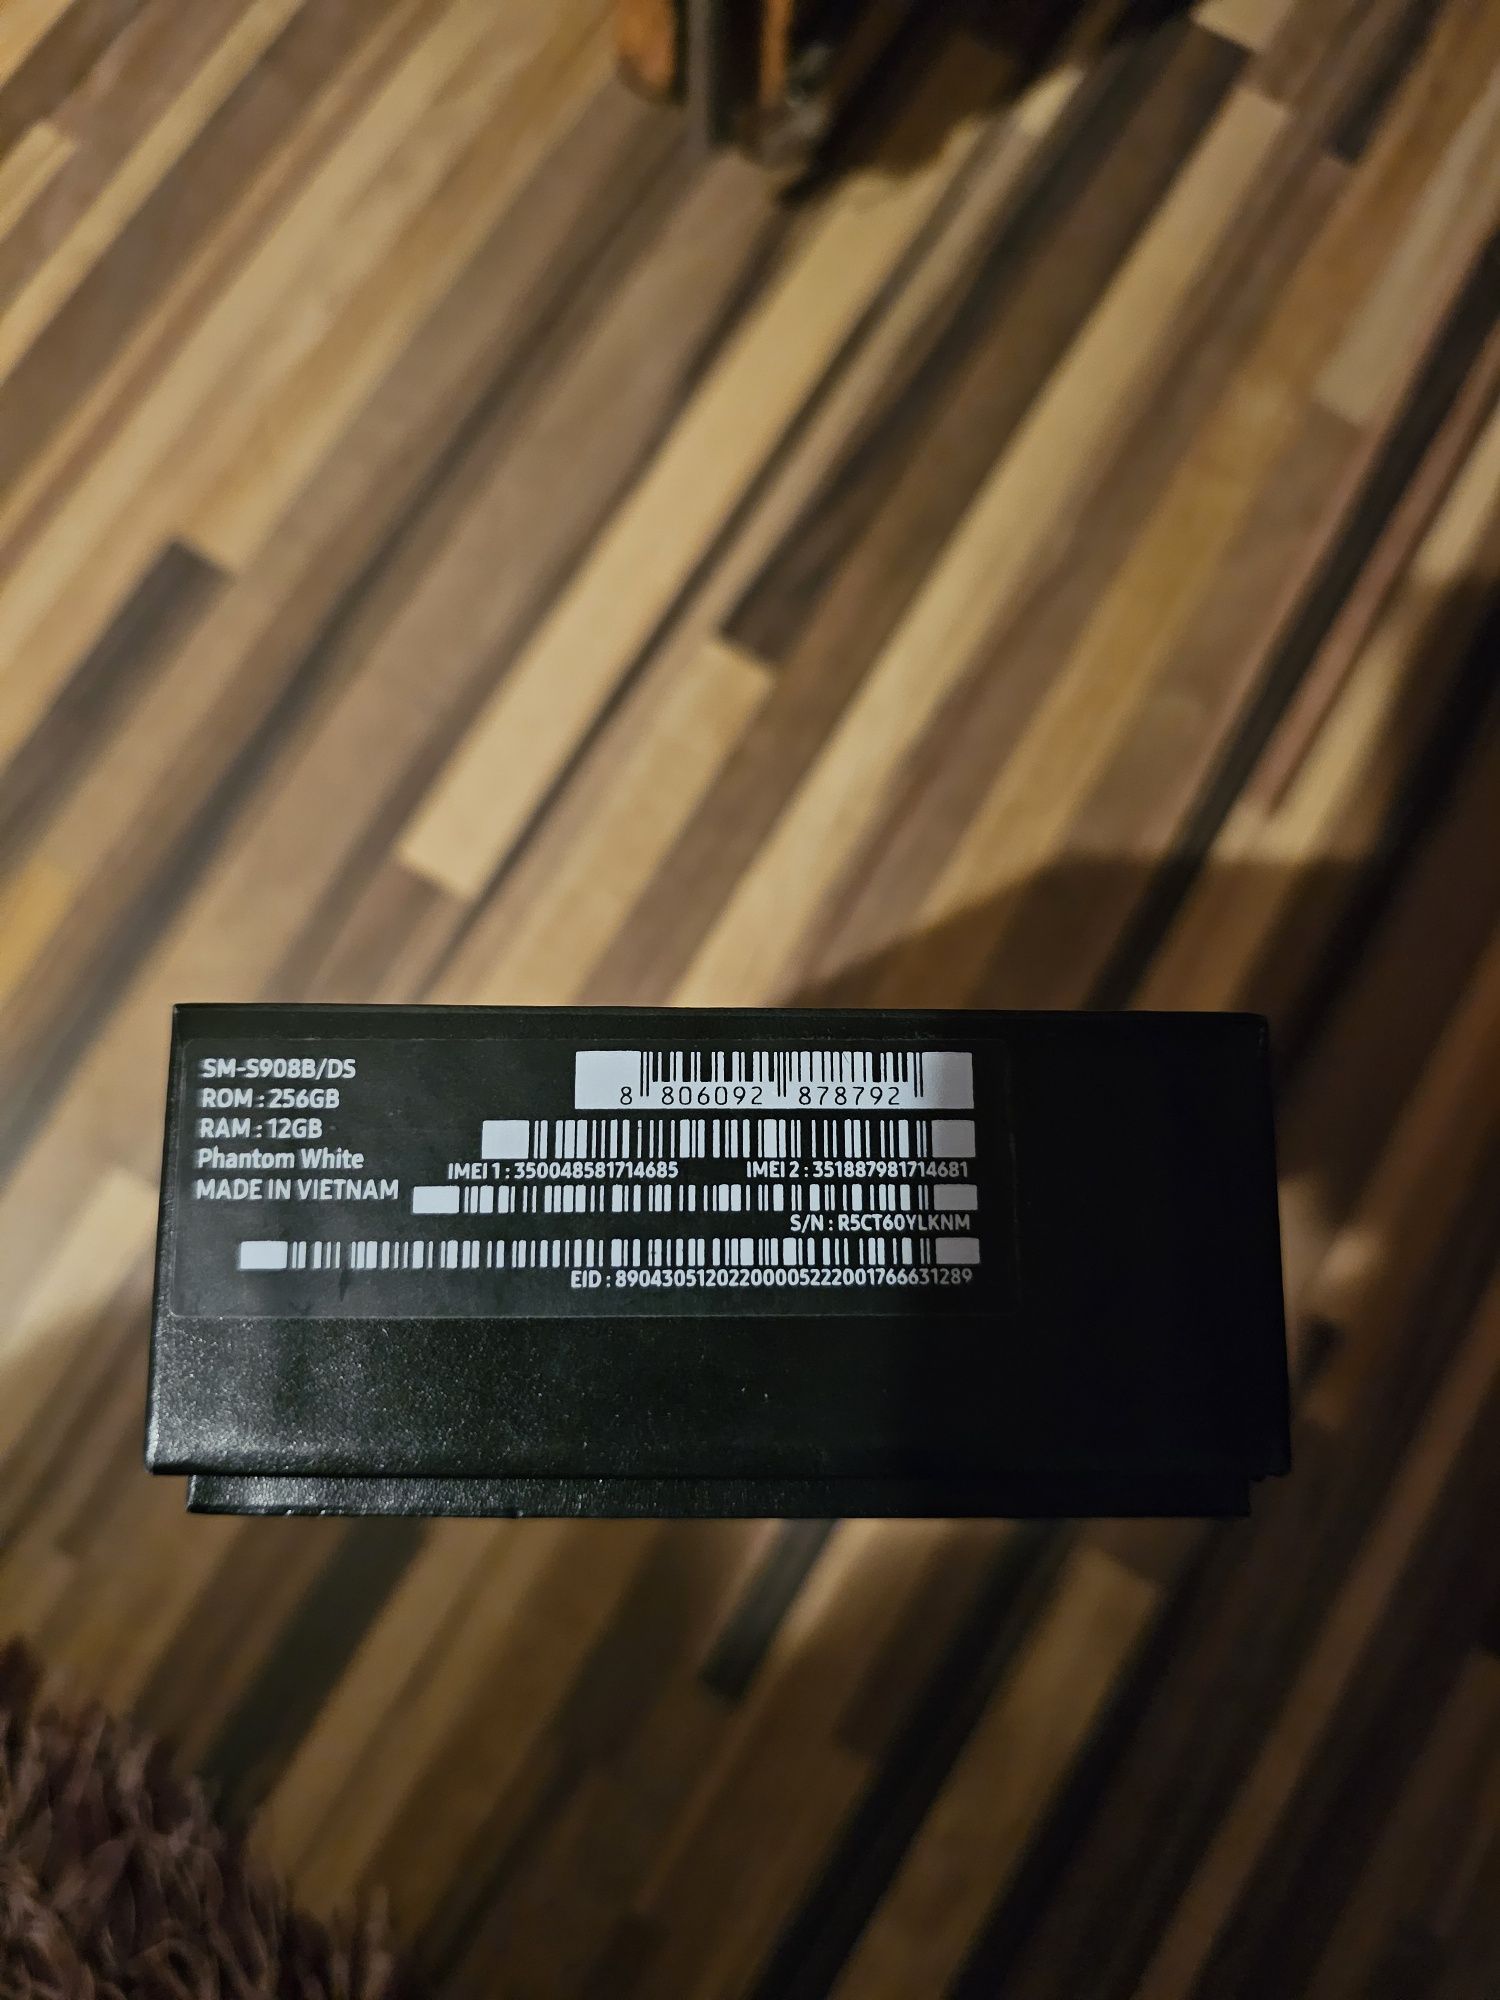 SM-S908B/DS
ROM : 256GB
RAM : 12GB
Phantom White
MADE IN VIETNAM
8 806092 878792
IMEI 1 : 350048581714685 IMEI 2 : 351887981714681
S/N : R5CT60YLKNM
EID : 89043051202200005222001766631289